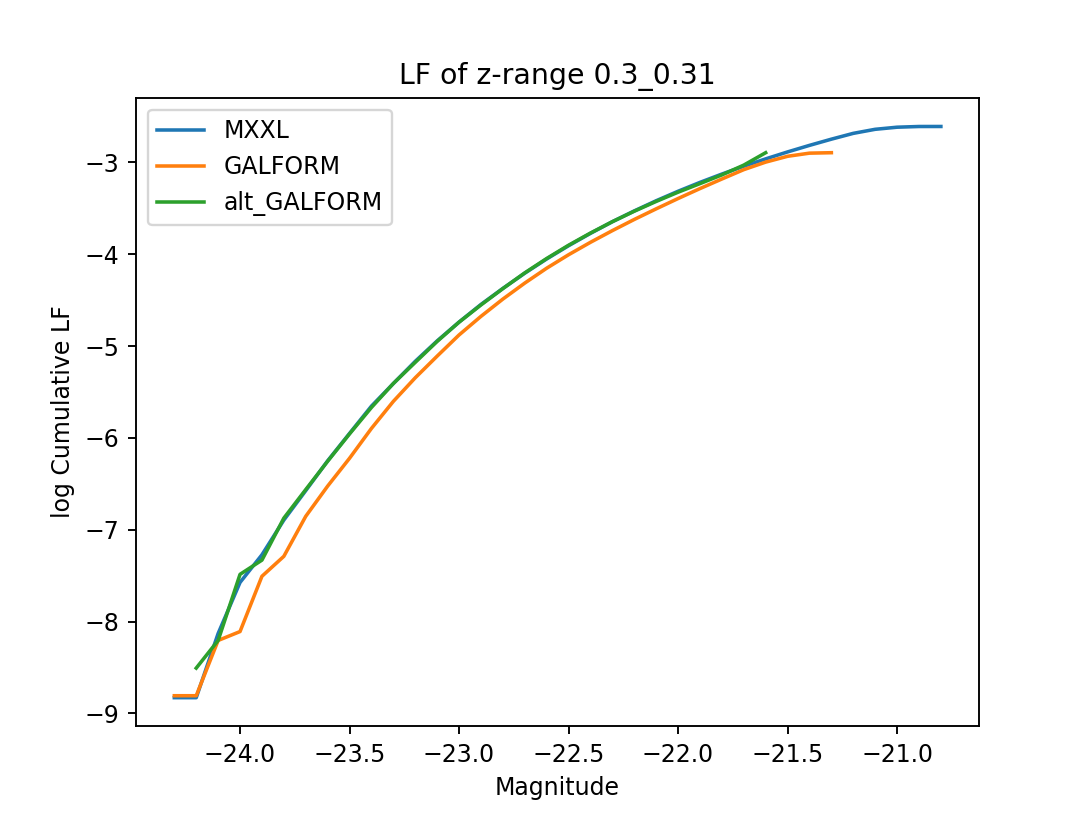 LF of z-range 0.3_0.31
MXXL
GALFORM
alt_GALFORM
−3
−4
−5
−6
−7
−8
−9
log Cumulative LF
−24.0
−23.5
−23.0
−22.5
−22.0
−21.5
−21.0
Magnitude